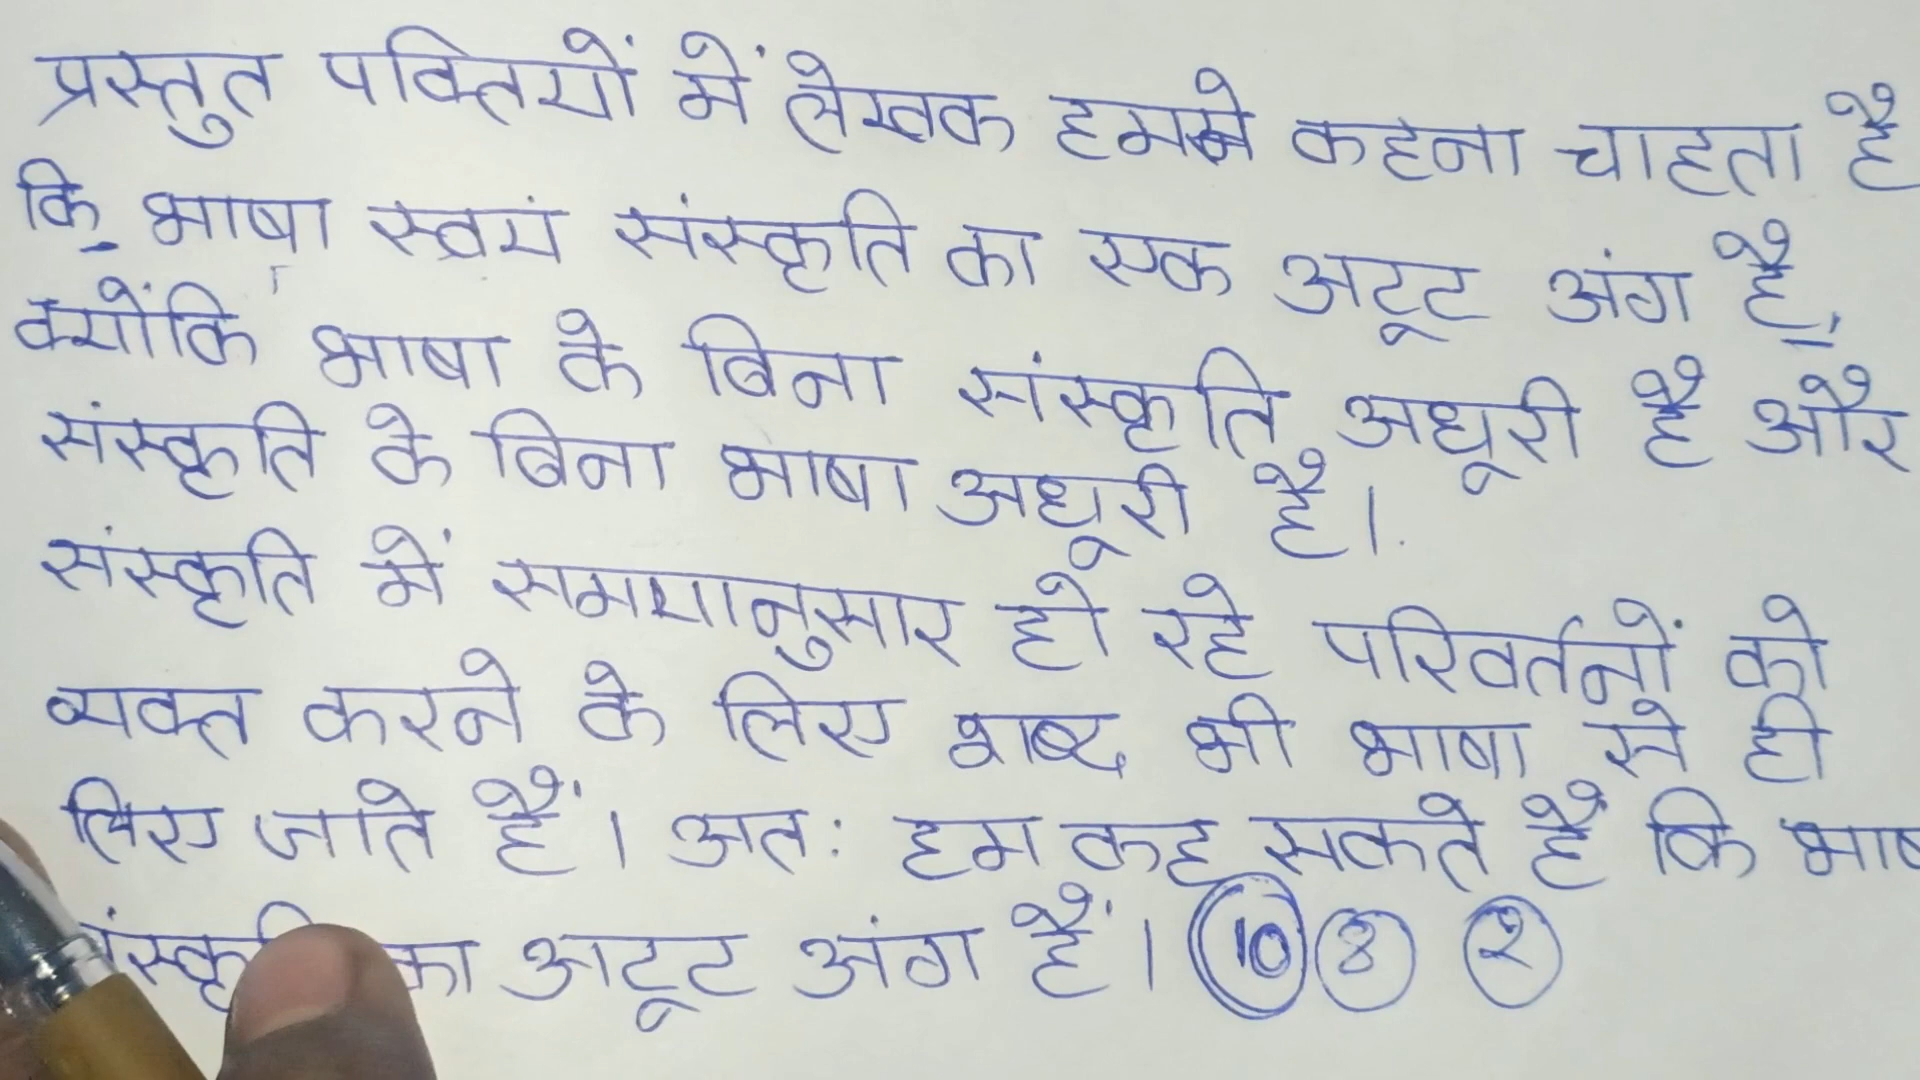 प्रस्तुत पक्तियों में लेखक हमसे कहना चाहता है
कि भाषा स्वयं संस्कृति का एक अटूट अंग है,
क्योंकि भाषा के बिना संस्कृति अधूरी है और
संस्कृति के बिना भाषा अधूरी है।
संस्कृति में समयानुसार हो रहे परिवर्तनों को
व्यक्त करने के लिए शब्द भी भाषा से ही
लिए जाते हैं। अतः हम कह सकते हैं कि
का अटूट अंग हैं। 10 8 2